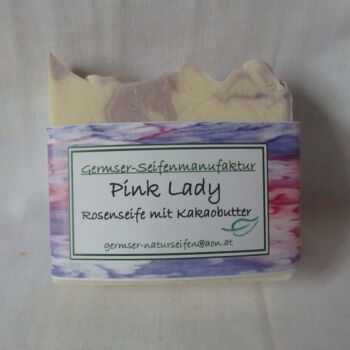 Germser-Seifenmanufaktur
Pink Lady
Rosenseife mit Kakaobutter
germser-naturseifen@aon.at